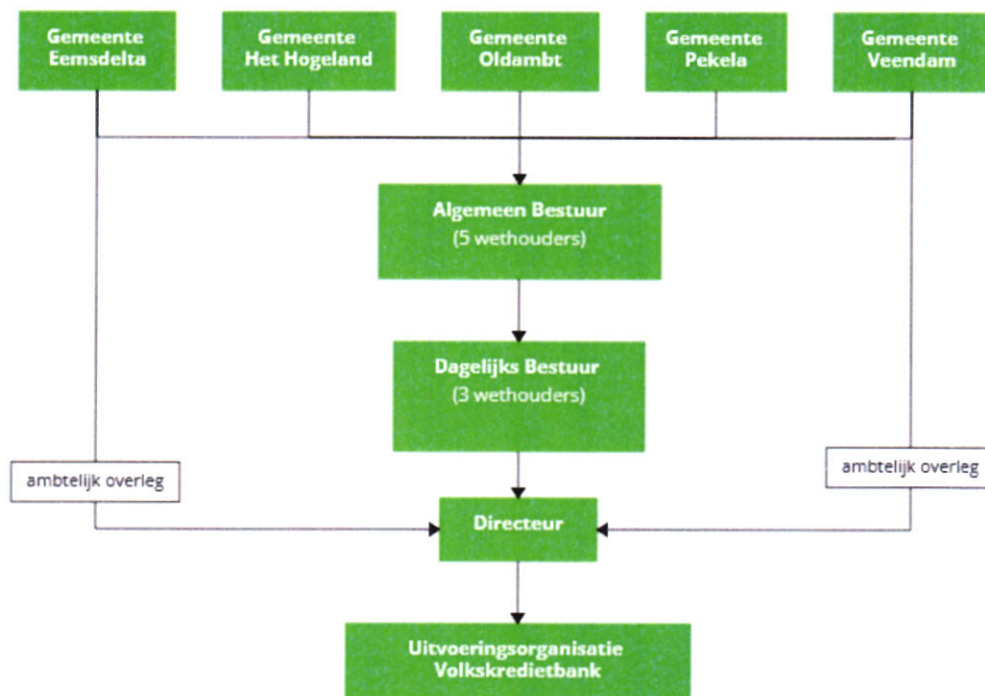 Gemeente
Eemsdelta
Gemeente
Het Hogeland
Gemeente
Oldambt
Gemeente
Pekela
Gemeente
Veendam
Algemeen Bestuur
(5 wethouders)
Dagelijks Bestuur
(3 wethouders)
ambtelijk overleg
ambtelijk overleg
Directeur
Uitvoeringsorganisatie
Volkskredietbank